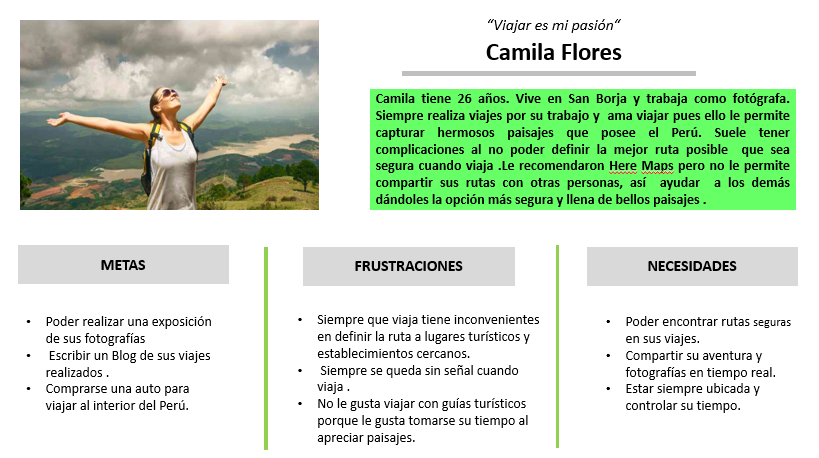 “Viajar es mi pasión“
Camila Flores
Camila tiene 26 años. Vive en San Borja y trabaja como fotógrafa.
Siempre realiza viajes por su trabajo y ama viajar pues ello le permite
capturar hermosos paisajes que posee el Perú. Suele tener
complicaciones al no poder definir la mejor ruta posible que sea
segura cuando viaja .Le recomendaron Here Maps pero no le permite
compartir sus rutas con otras personas, así ayudar a los demás
dándoles la opción más segura y llena de bellos paisajes .
METAS
• Poder realizar una exposición
de sus fotografías
• Escribir un Blog de sus viajes
realizados .
• Comprarse una auto para
viajar al interior del Perú.
FRUSTRACIONES
• Siempre que viaja tiene inconvenientes
en definir la ruta a lugares turísticos y
establecimientos cercanos.
• Siempre se queda sin señal cuando
viaja .
• No le gusta viajar con guías turísticos
porque le gusta tomarse su tiempo al
apreciar paisajes.
NECESIDADES
• Poder encontrar rutas seguras
en sus viajes.
• Compartir su aventura y
fotografías en tiempo real.
• Estar siempre ubicada y
controlar su tiempo.